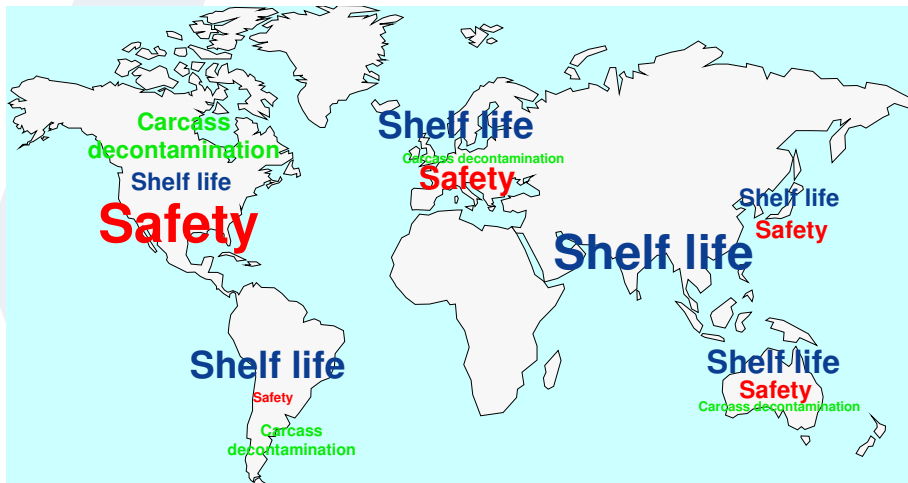 Carcass
decontamination
Shelf life
Safety
Shelf life
Carcass decontamination
Safety
Shelf life
Safety
Shelf life
Shelf life
Safety
Carcass
decontamination
Shelf life
Safety
Carcass decontamination